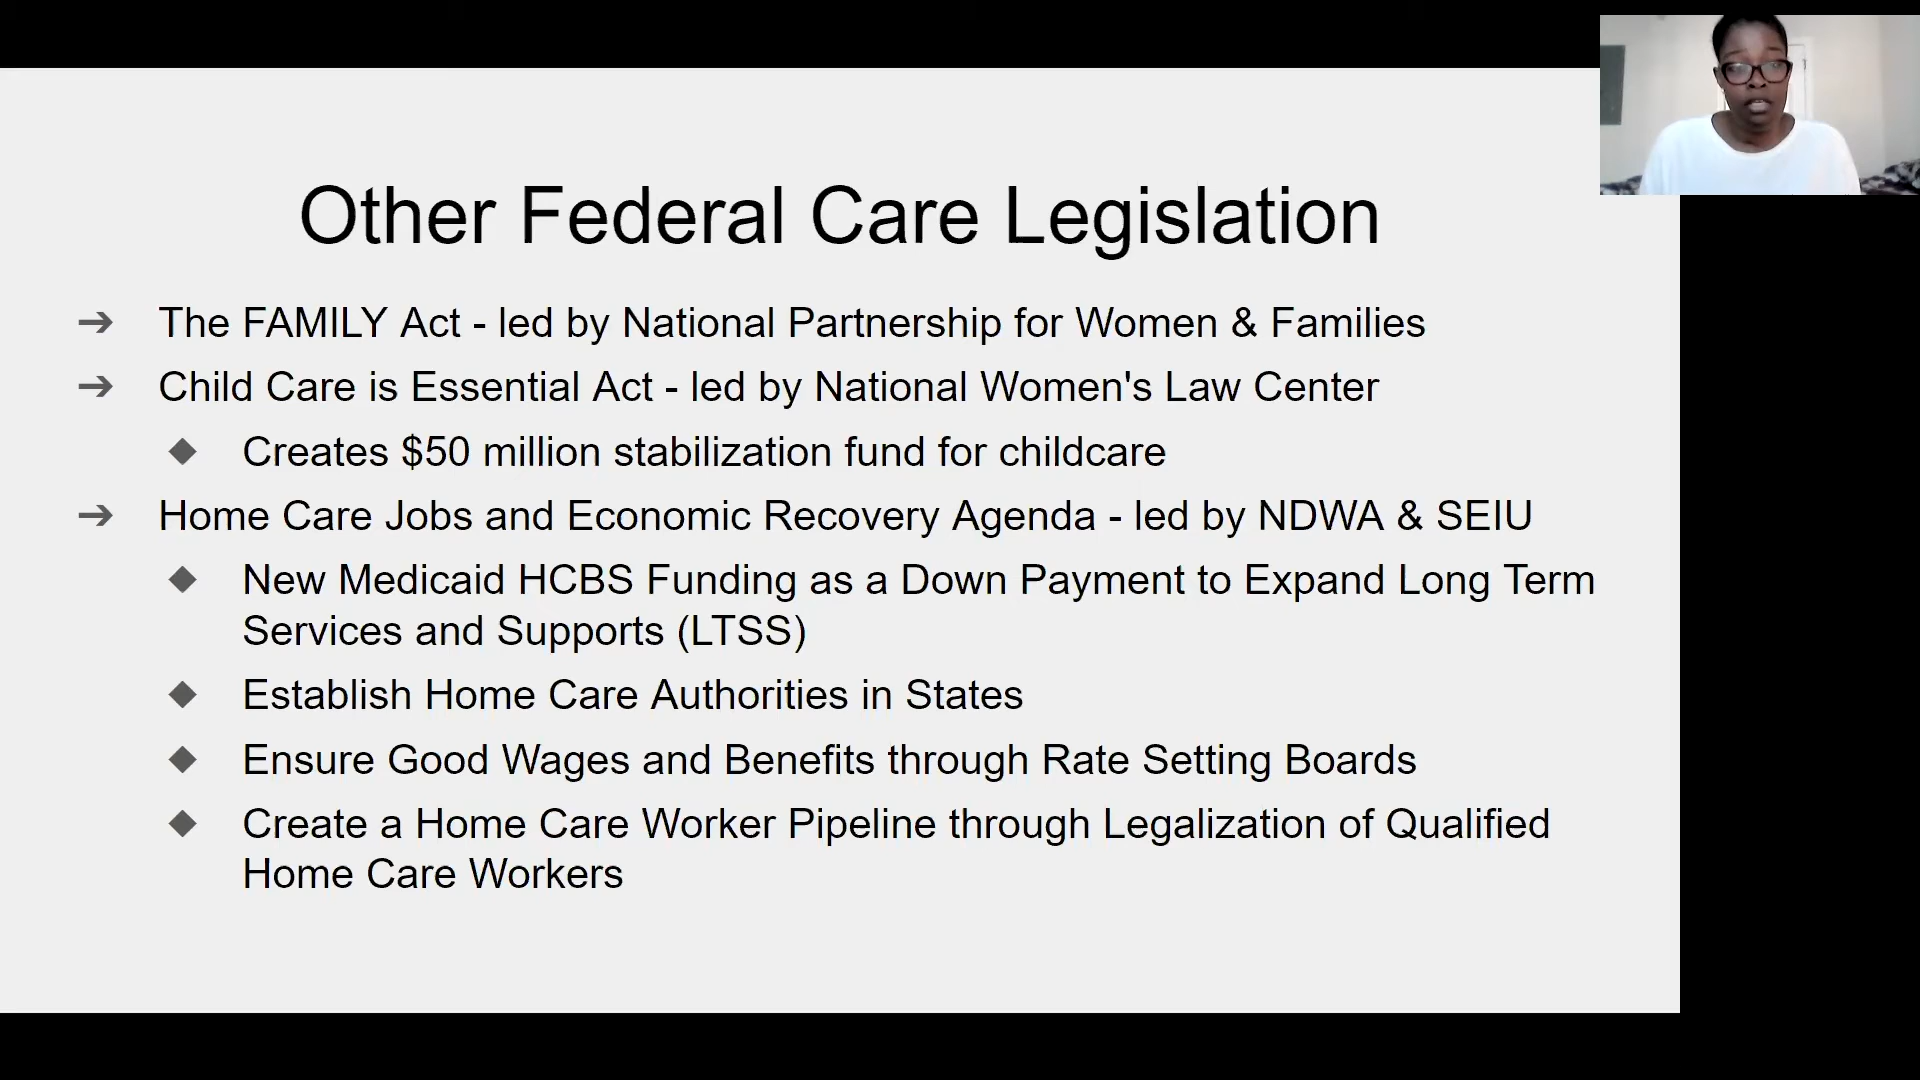 Other Federal Care Legislation
➔ The FAMILY Act - led by National Partnership for Women & Families
➔ Child Care is Essential Act - led by National Women's Law Center
◆ Creates $50 million stabilization fund for childcare
➔ Home Care Jobs and Economic Recovery Agenda - led by NDWA & SEIU
◆ New Medicaid HCBS Funding as a Down Payment to Expand Long Term
Services and Supports (LTSS)
◆ Establish Home Care Authorities in States
◆ Ensure Good Wages and Benefits through Rate Setting Boards
◆ Create a Home Care Worker Pipeline through Legalization of Qualified
Home Care Workers